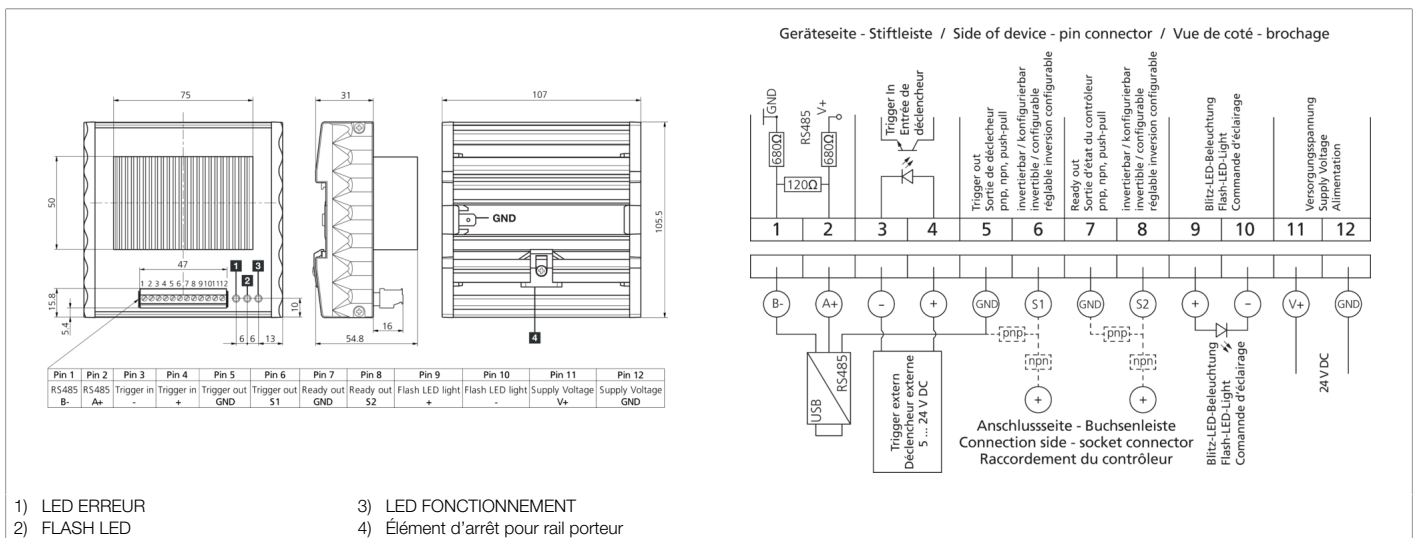 75
31
107
50
105.5
GND
47
1
2
3
1 2 3 4 5 6 7 8 9 10 11 12
15.8
5.4
10
6 6 13
16
54.8
4
Pin 1 Pin 2 Pin 3 Pin 4 Pin 5 Pin 6 Pin 7 Pin 8 Pin 9 Pin 10 Pin 11 Pin 12
RS485 RS485 Trigger in Trigger in Trigger out Trigger out Ready out Ready out Flash LED light Flash LED light Supply Voltage Supply Voltage
B- A+ - + GND S1 GND S2 + - V+ GND
Geräteseite - Stiftleiste / Side of device - pin connector / Vue de coté - brochage
GND
RS485
V+
680Ω
680Ω
120Ω
Trigger In
Entrée de
déclencheur
Trigger out
Sortie de déclecheur
pnp, npn, push-pull
invertierbar / konfigurierbar
invertible / configurable
réglable inversion configurable
Ready out
Sortie d'état du contrôleur
pnp, npn, push-pull
invertierbar / konfigurierbar
invertible / configurable
réglable inversion configurable
Blitz-LED-Beleuchtung
Flash-LED-Light
Commande d'éclairage
Versorgungsspannung
Supply Voltage
Alimentation
1 2 3 4 5 6 7 8 9 10 11 12
B- A+ - + GND S1 GND S2 + - V+ GND
pnp
pnp
npn
npn
+
+
USB
RS485
Trigger extern
Déclencheur externe
5 ... 24 V DC
Blitz-LED-Beleuchtung
Flash-LED-Light
Comannde d'éclairage
24 V DC
Anschlussseite - Buchsenleiste
Connection side - socket connector
Raccordement du contrôleur
1) LED ERREUR
2) FLASH LED
3) LED FONCTIONNEMENT
4) Élément d'arrêt pour rail porteur